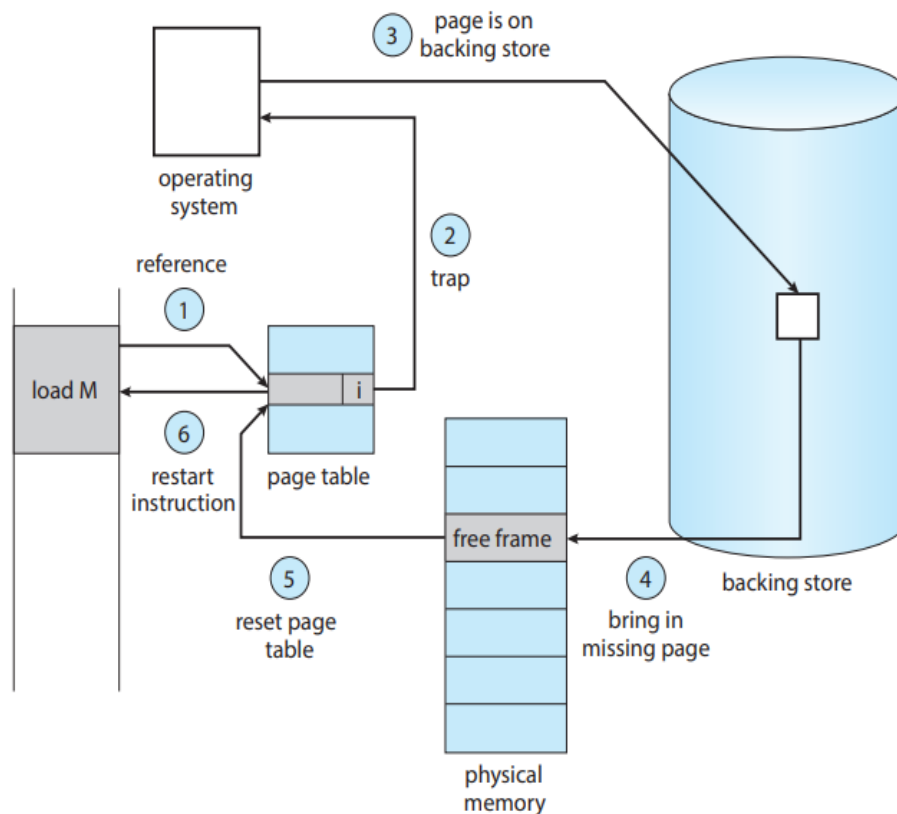 3
page is on
backing store
operating
system
2
trap
reference
1
load M
i
6
restart
instruction
page table
free frame
5
reset page
table
4
bring in
missing page
backing store
physical
memory